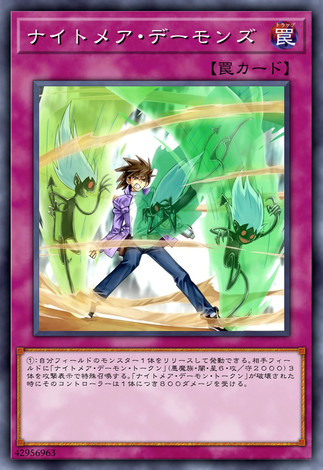 ナイトメア・デーモンズ
トラップ
罠
【罠カード】
①:自分フィールドのモンスター1体をリリースして発動できる。相手フィー
ルドに「ナイトメア・デーモン・トークン」(悪魔族・闇・星6・攻/守2000)3
体を攻撃表示で特殊召喚する。「ナイトメア・デーモン・トークン」が破壊された
時にそのコントローラーは1体につき800ダメージを受ける。
42956963